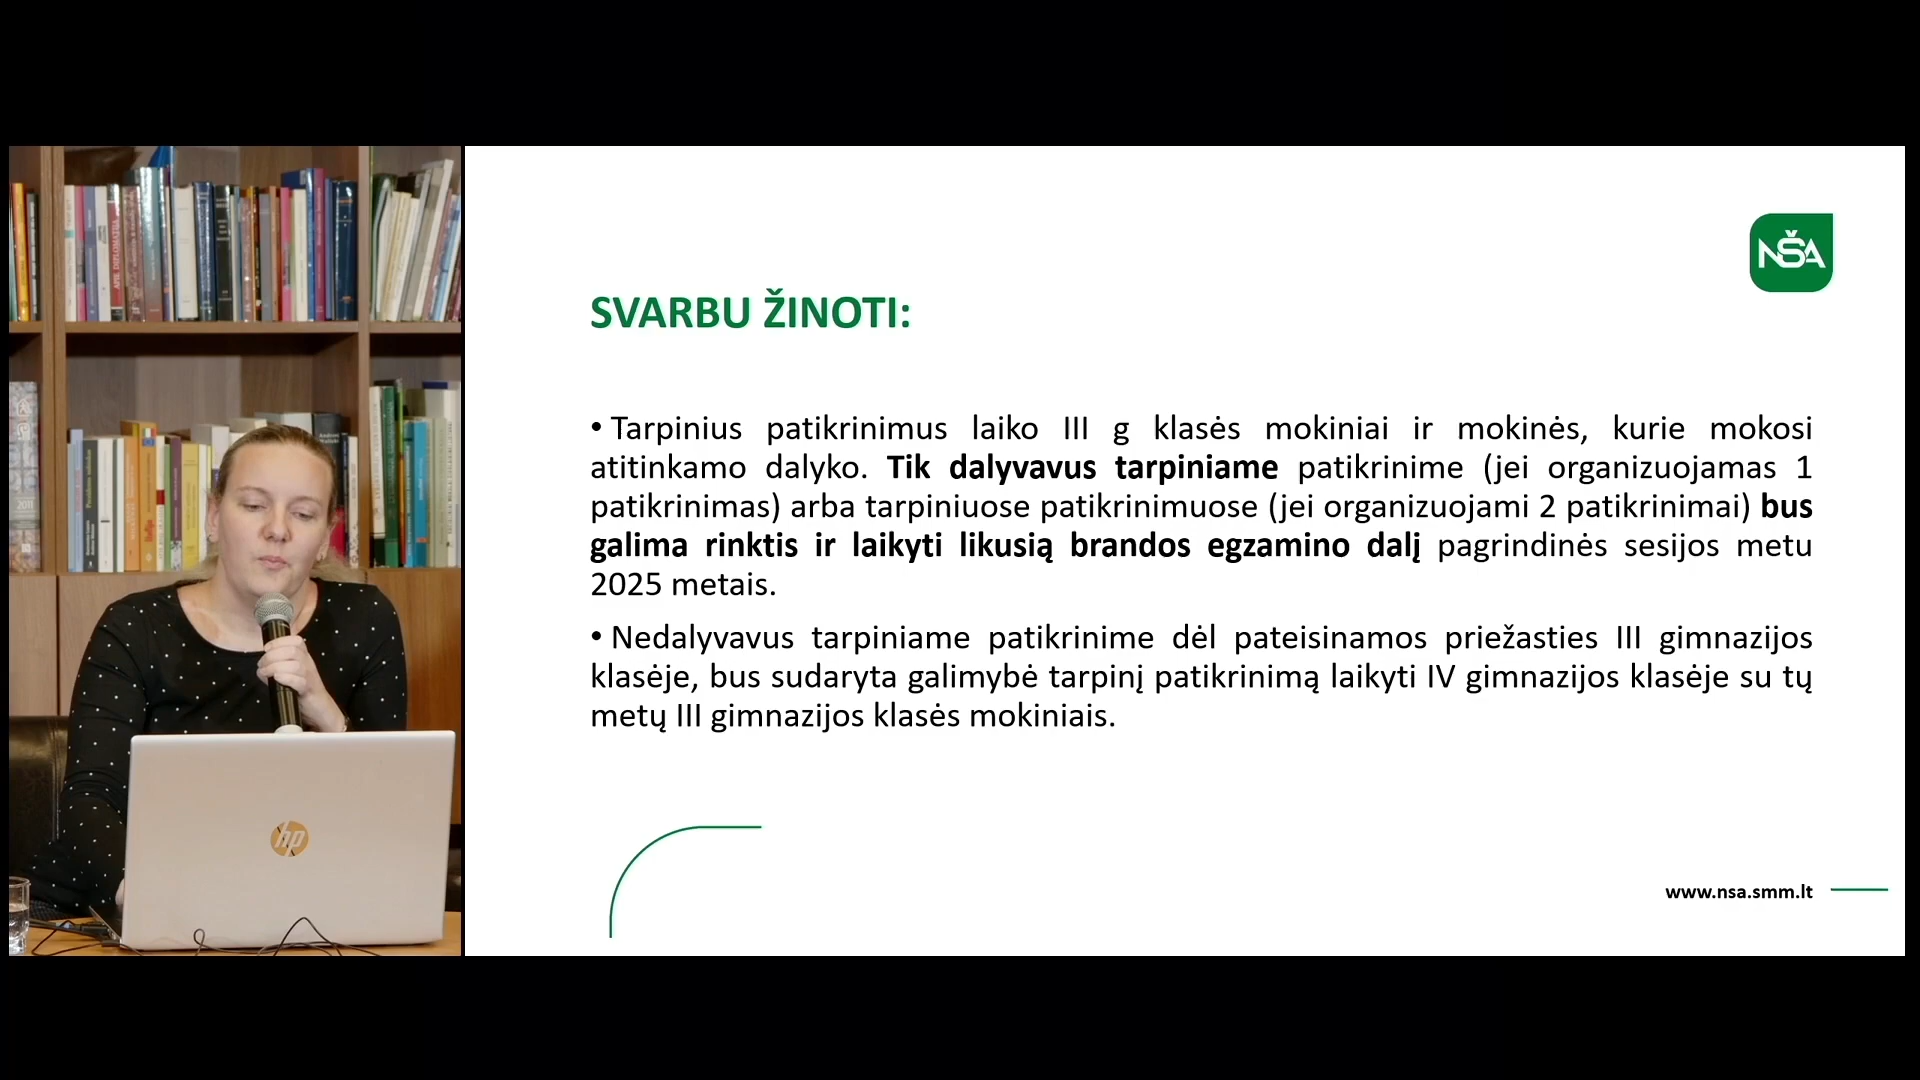 NŠA
SVARBU ŽINOTI:
• Tarpinius patikrinimus laiko III g klasės mokiniai ir mokinės, kurie mokosi
atitinkamo dalyko. Tik dalyvavus tarpiniame patikrinime (jei organizuojamas 1
patikrinimas) arba tarpiniuose patikrinimuose (jei organizuojami 2 patikrinimai) bus
galima rinktis ir laikyti likusią brandos egzamino dalį pagrindinės sesijos metu
2025 metais.
• Nedalyvavus tarpiniame patikrinime dėl pateisinamos priežasties III gimnazijos
klasėje, bus sudaryta galimybė tarpinį patikrinimą laikyti IV gimnazijos klasėje su tų
metų III gimnazijos klasės mokiniais.
www.nsa.smm.lt
hp